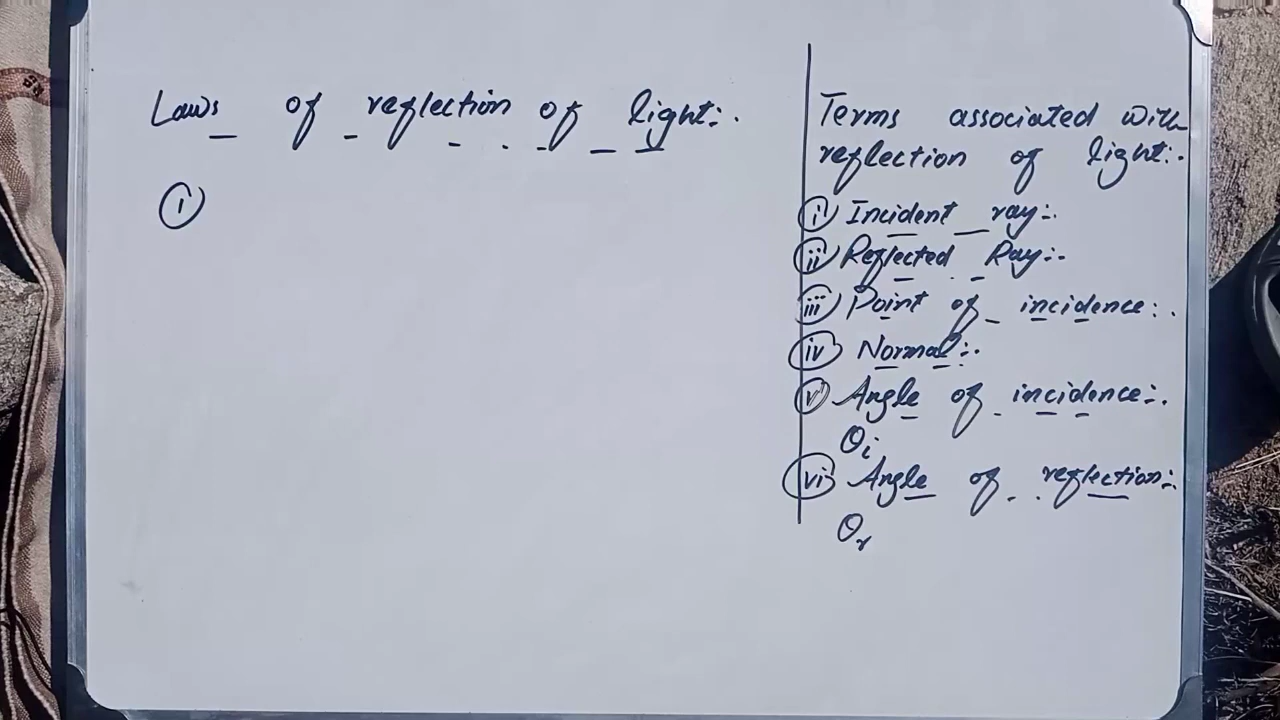 Laws of reflection of light:.
(i)
Terms associated with
reflection of light:.
(i) Incident ray:.
(ii) Reflected Ray:.
(iii) Point of incidence:.
(iv) Normal:.
(v) Angle of incidence:.
θi
(vi) Angle of reflection:.
θr